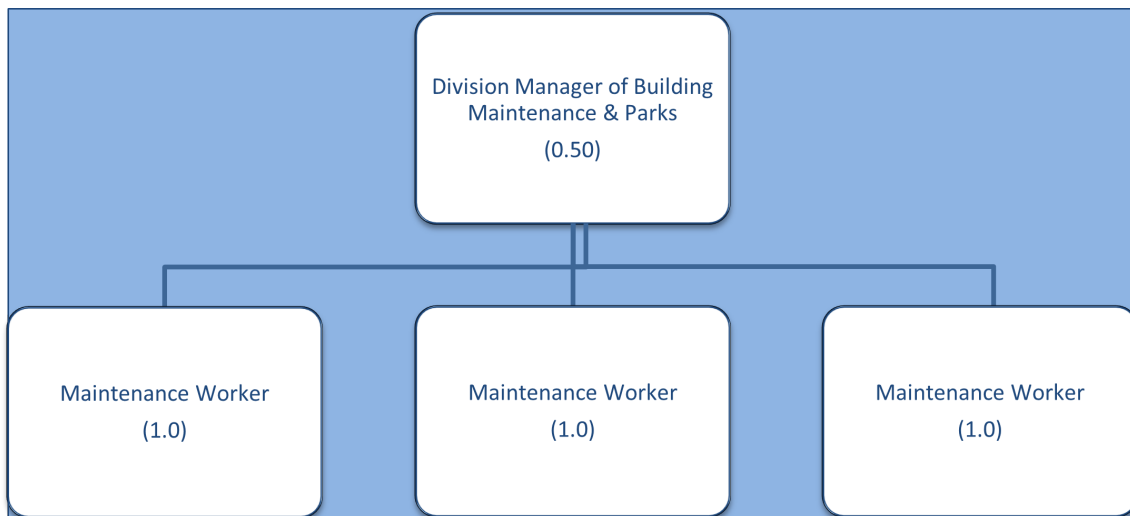 Division Manager of Building
Maintenance & Parks
(0.50)
Maintenance Worker
(1.0)
Maintenance Worker
(1.0)
Maintenance Worker
(1.0)